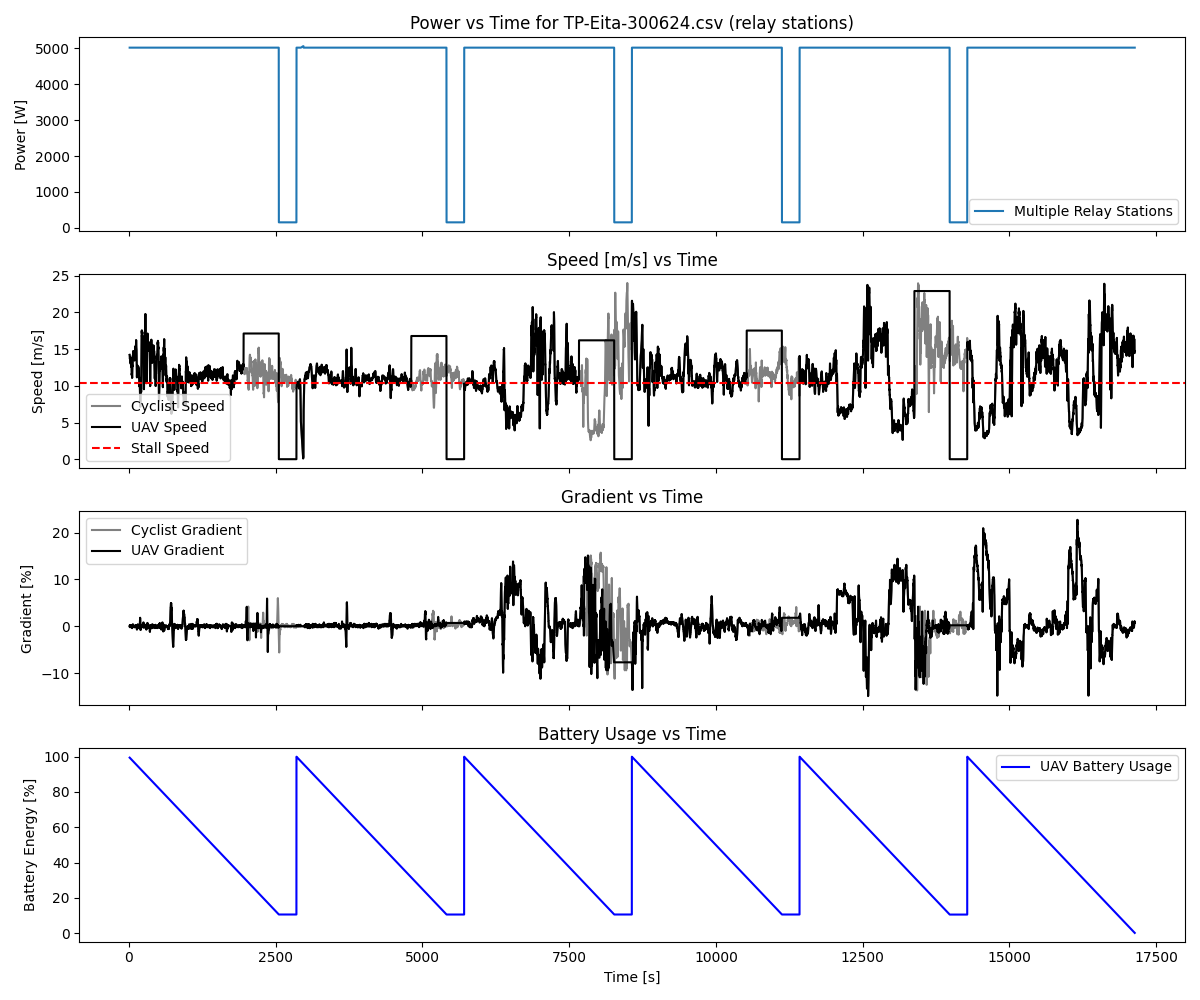 Power vs Time for TP-Eita-300624.csv (relay stations)
5000
4000
3000
2000
1000
0
Power [W]
Multiple Relay Stations
Speed [m/s] vs Time
25
20
15
10
5
0
Speed [m/s]
Cyclist Speed
UAV Speed
Stall Speed
Gradient vs Time
20
10
0
−10
Gradient [%]
Cyclist Gradient
UAV Gradient
Battery Usage vs Time
100
80
60
40
20
0
Battery Energy [%]
UAV Battery Usage
0 2500 5000 7500 10000 12500 15000 17500
Time [s]